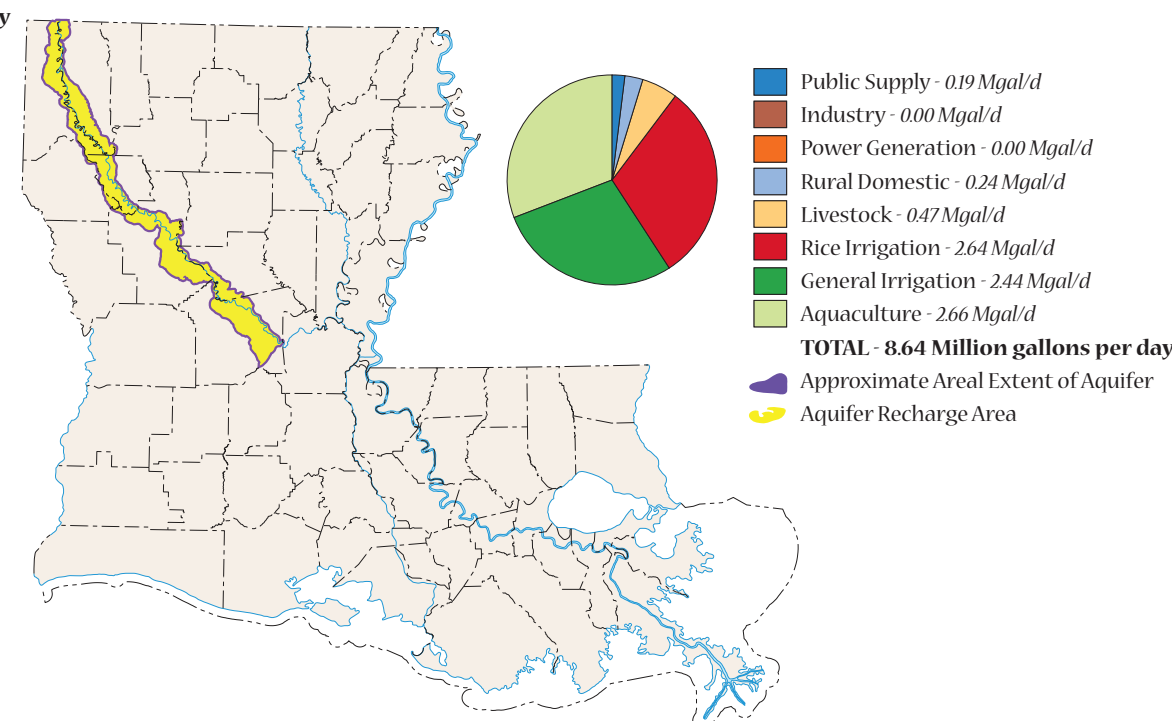 y
Public Supply - 0.19 Mgal/d
Industry - 0.00 Mgal/d
Power Generation - 0.00 Mgal/d
Rural Domestic - 0.24 Mgal/d
Livestock - 0.47 Mgal/d
Rice Irrigation - 2.64 Mgal/d
General Irrigation - 2.44 Mgal/d
Aquaculture - 2.66 Mgal/d
TOTAL - 8.64 Million gallons per day
Approximate Areal Extent of Aquifer
Aquifer Recharge Area